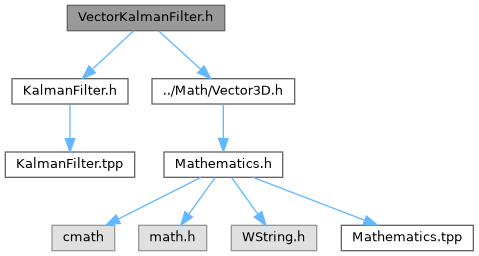 VectorKalmanFilter.h
KalmanFilter.h
../Math/Vector3D.h
KalmanFilter.tpp
Mathematics.h
cmath
math.h
WString.h
Mathematics.tpp